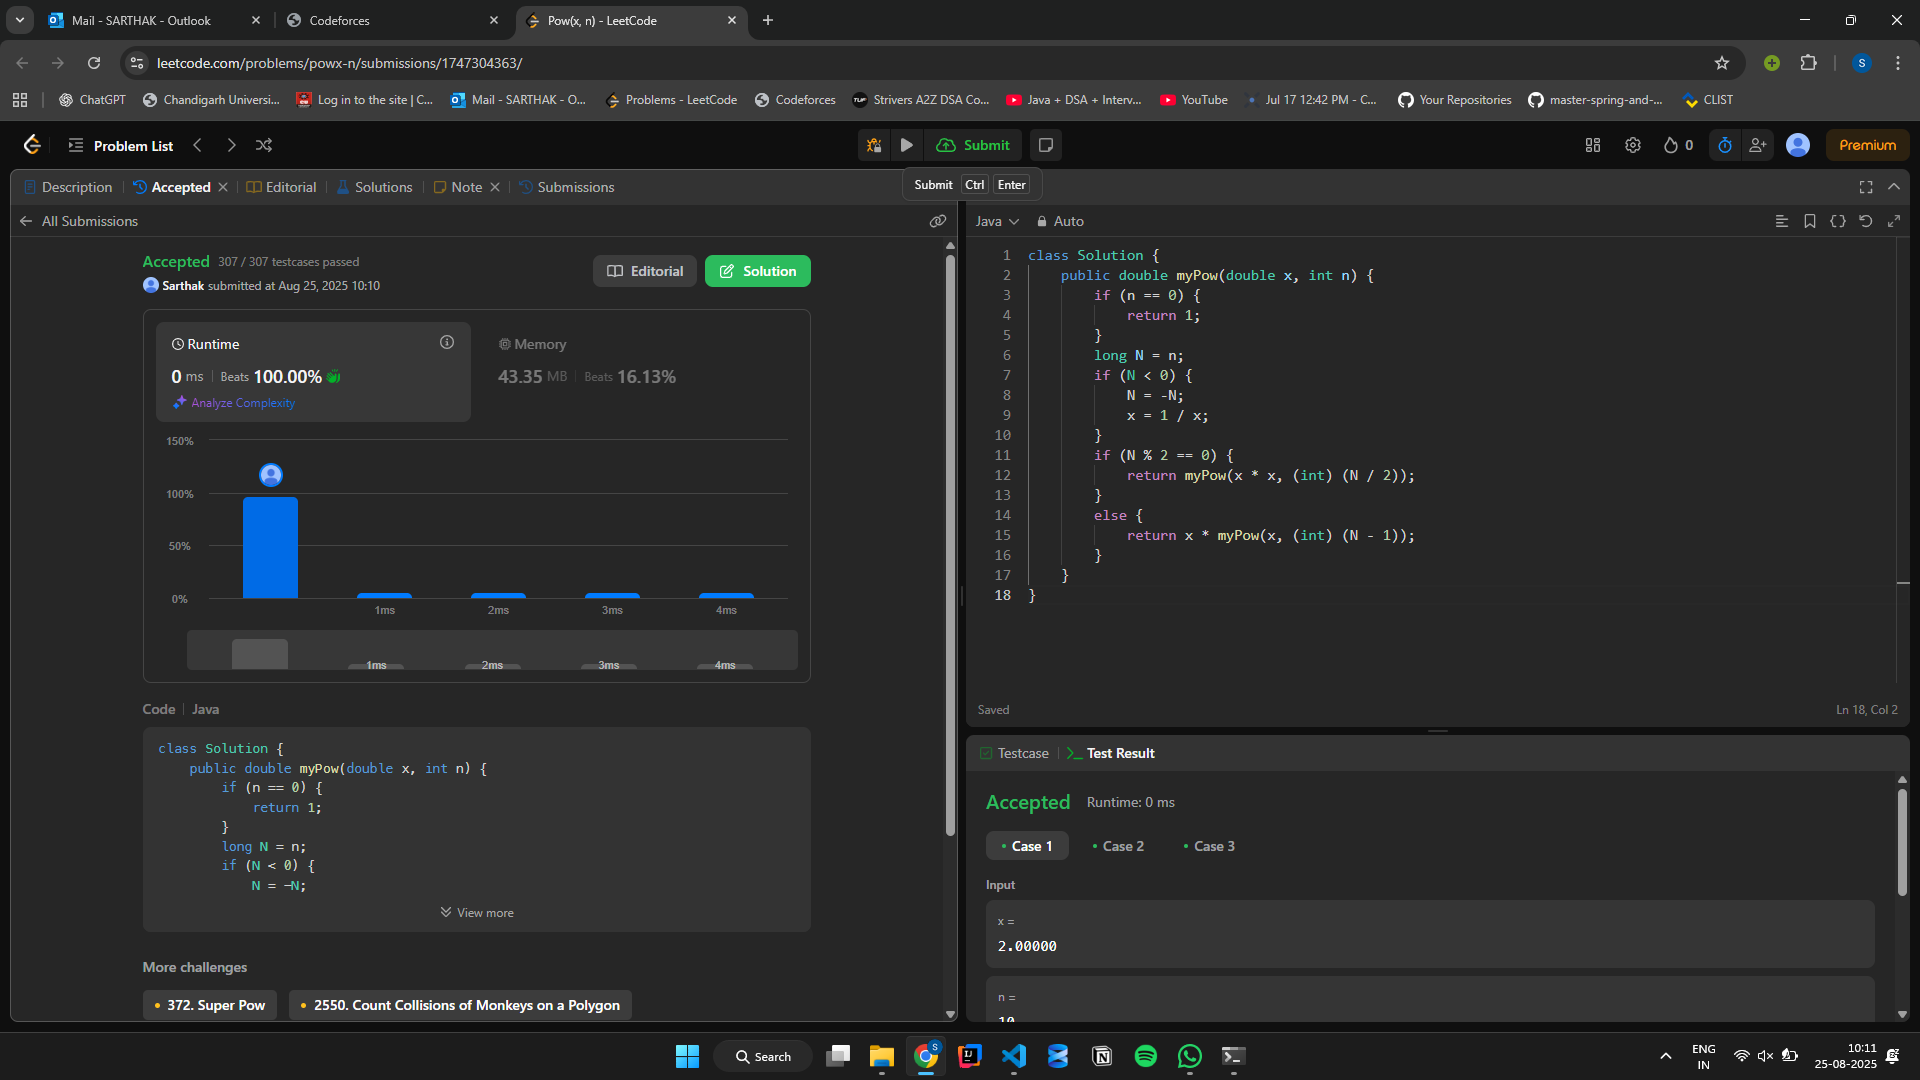 Mail - SARTHAK - Outlook
Codeforces
Pow(x, n) - LeetCode
leetcode.com/problems/powx-n/submissions/1747304363/
S
ChatGPT
Chandigarh Universi...
Log in to the site | C...
Mail - SARTHAK - O...
Problems - LeetCode
Codeforces
Strivers A2Z DSA Co...
Java + DSA + Interv...
YouTube
Jul 17 12:42 PM - C...
Your Repositories
master-spring-and-...
CLIST
Problem List
Submit
0
Premium
Description
Accepted
Editorial
Solutions
Note
Submissions
Submit Ctrl Enter
All Submissions
Accepted 307 / 307 testcases passed
Sarthak submitted at Aug 25, 2025 10:10
Editorial
Solution
Runtime
0 ms Beats 100.00%
Analyze Complexity
Memory
43.35 MB Beats 16.13%
150%
100%
50%
0%
1ms 2ms 3ms 4ms
1ms 2ms 3ms 4ms
Code Java
class Solution {
public double myPow(double x, int n) {
if (n == 0) {
return 1;
}
long N = n;
if (N < 0) {
N = -N;
View more
More challenges
372. Super Pow
2550. Count Collisions of Monkeys on a Polygon
Java
Auto
1 class Solution {
2 public double myPow(double x, int n) {
3 if (n == 0) {
4 return 1;
5 }
6 long N = n;
7 if (N < 0) {
8 N = -N;
9 x = 1 / x;
10 }
11 if (N % 2 == 0) {
12 return myPow(x * x, (int) (N / 2));
13 }
14 else {
15 return x * myPow(x, (int) (N - 1));
16 }
17 }
18 }
Saved
Ln 18, Col 2
Testcase
Test Result
Accepted Runtime: 0 ms
Case 1
Case 2
Case 3
Input
x =
2.00000
n =
10
Search
S
ENG
IN
10:11
25-08-2025